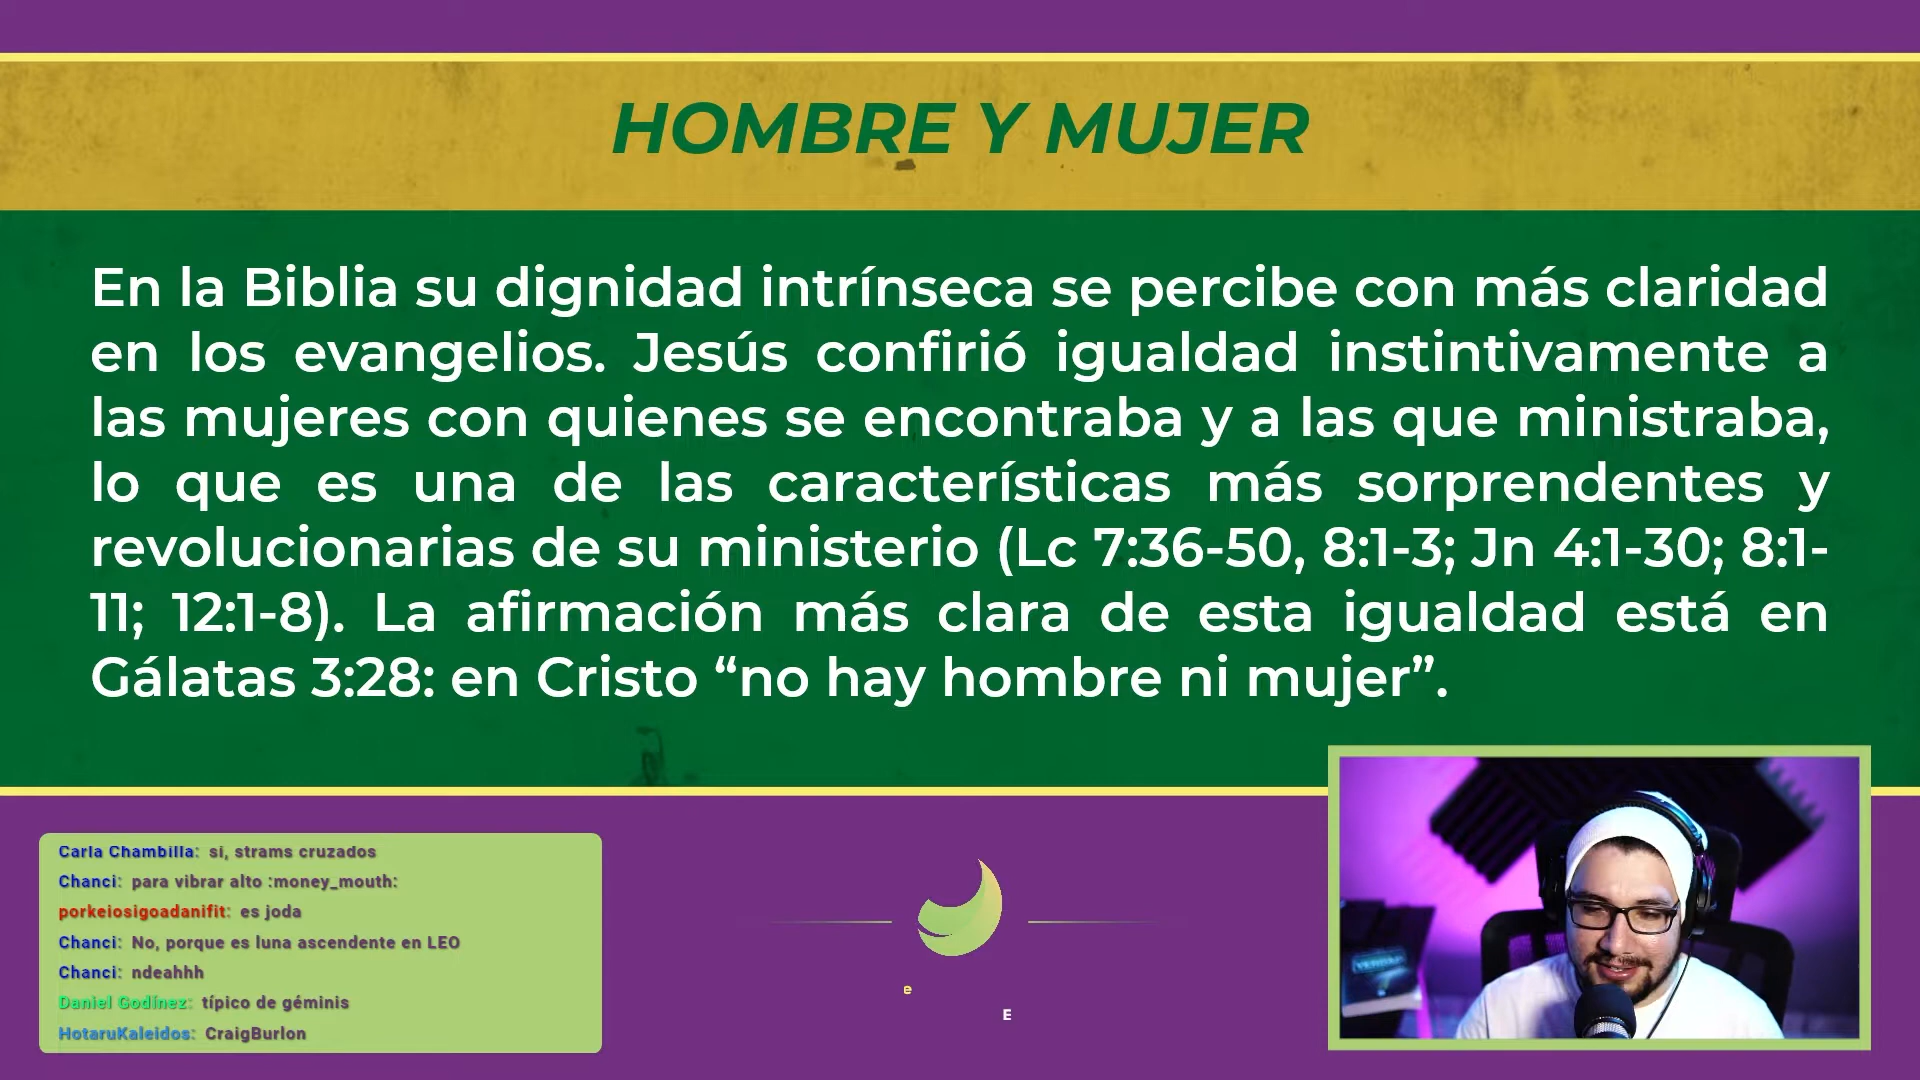 HOMBRE Y MUJER
En la Biblia su dignidad intrínseca se percibe con más claridad
en los evangelios. Jesús confirió igualdad instintivamente a
las mujeres con quienes se encontraba y a las que ministraba,
lo que es una de las características más sorprendentes y
revolucionarias de su ministerio (Lc 7:36-50, 8:1-3; Jn 4:1-30; 8:1-
11; 12:1-8). La afirmación más clara de esta igualdad está en
Gálatas 3:28: en Cristo “no hay hombre ni mujer”.
Carla Chambilla: sí, strams cruzados
Chanci: para vibrar alto :money_mouth:
porkeiosigoadanifit: es joda
Chanci: No, porque es luna ascendente en LEO
Chanci: ndeahhh
Daniel Godínez: típico de géminis
HotaruKaleidos: CraigBurlon
e
E